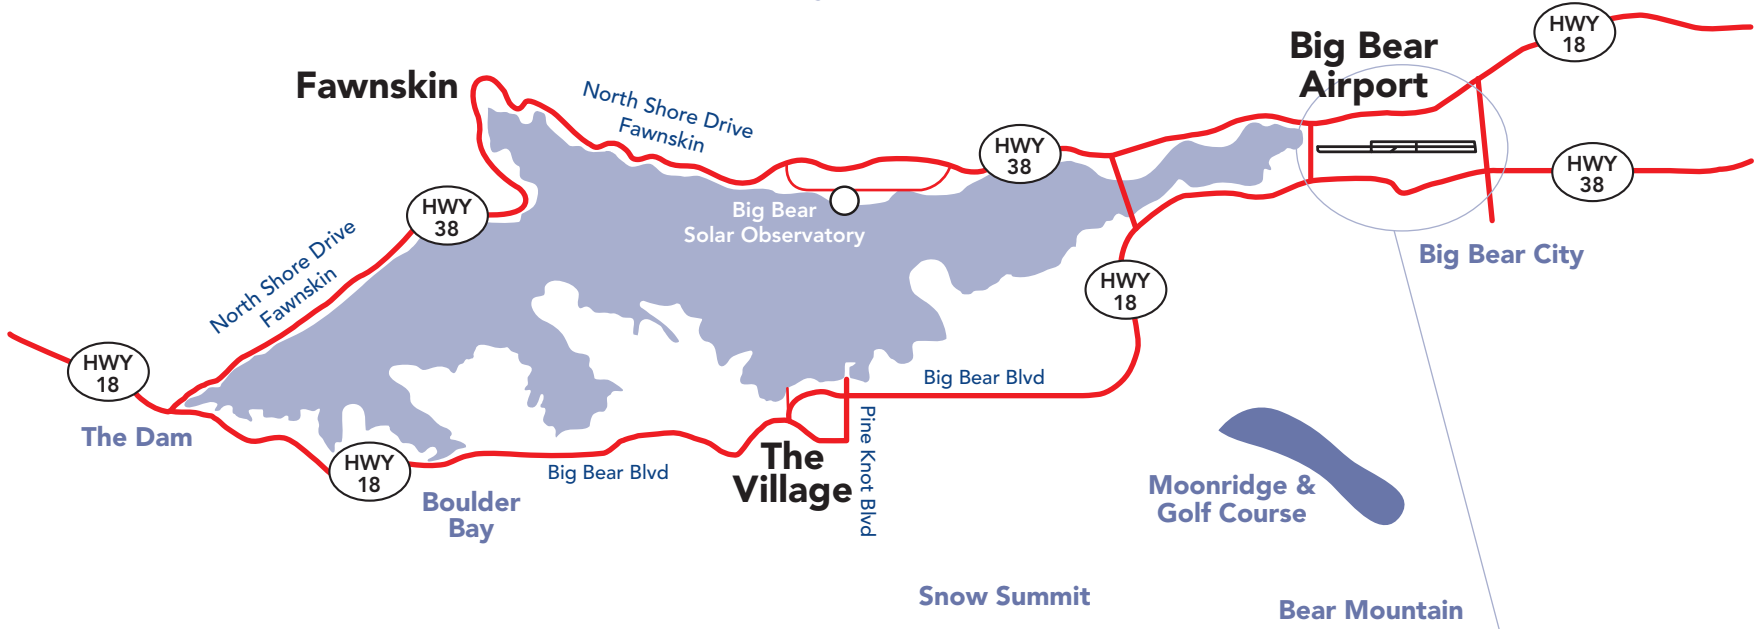 HWY
18
Big Bear
Airport
Fawnskin
North Shore Drive
Fawnskin
HWY
38
HWY
38
HWY
38
Big Bear
Solar Observatory
North Shore Drive
Fawnskin
Big Bear City
HWY
18
HWY
18
Big Bear Blvd
The Dam
Pine Knot Blvd
The
Village
HWY
18
Big Bear Blvd
Boulder
Bay
Moonridge &
Golf Course
Snow Summit
Bear Mountain